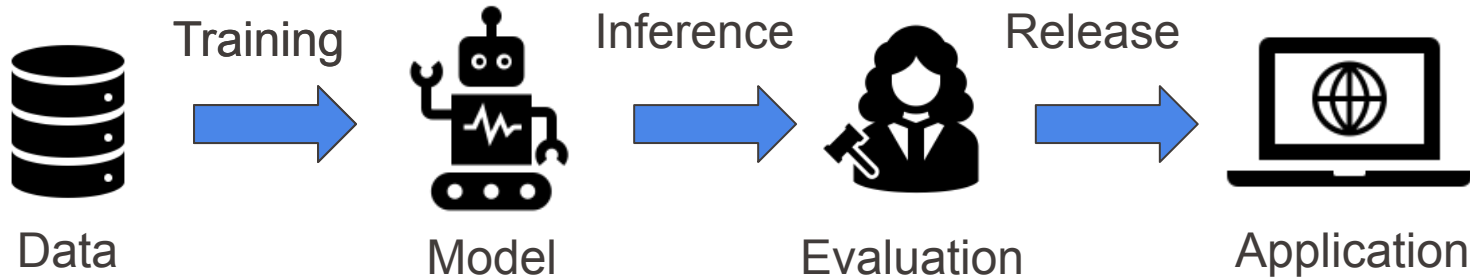 Training
Inference
Release
Data
Model
Evaluation
Application